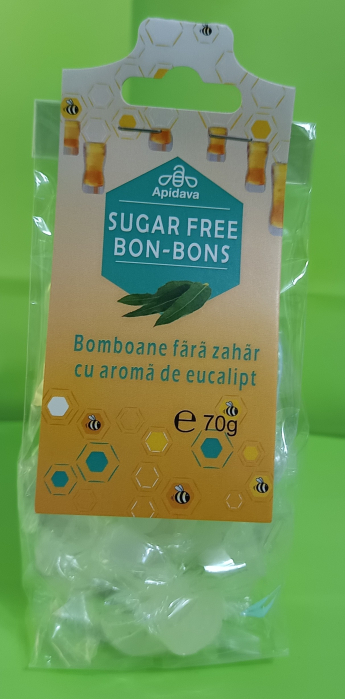 Apidava
SUGAR FREE
BON-BONS
Bomboane fără zahăr
cu aromă de eucalipt
℮ 70g